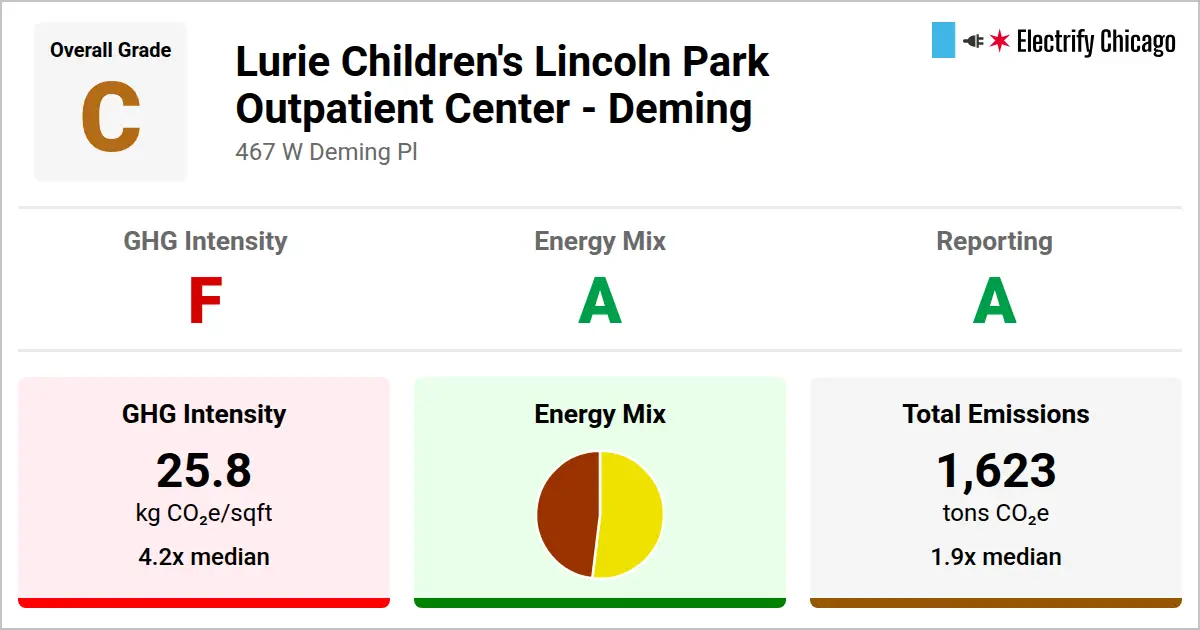 Overall Grade
C
Lurie Children's Lincoln Park
Outpatient Center - Deming
467 W Deming Pl
Electrify Chicago
GHG Intensity
F
Energy Mix
A
Reporting
A
GHG Intensity
25.8
kg CO₂e/sqft
4.2x median
Energy Mix
Total Emissions
1,623
tons CO₂e
1.9x median